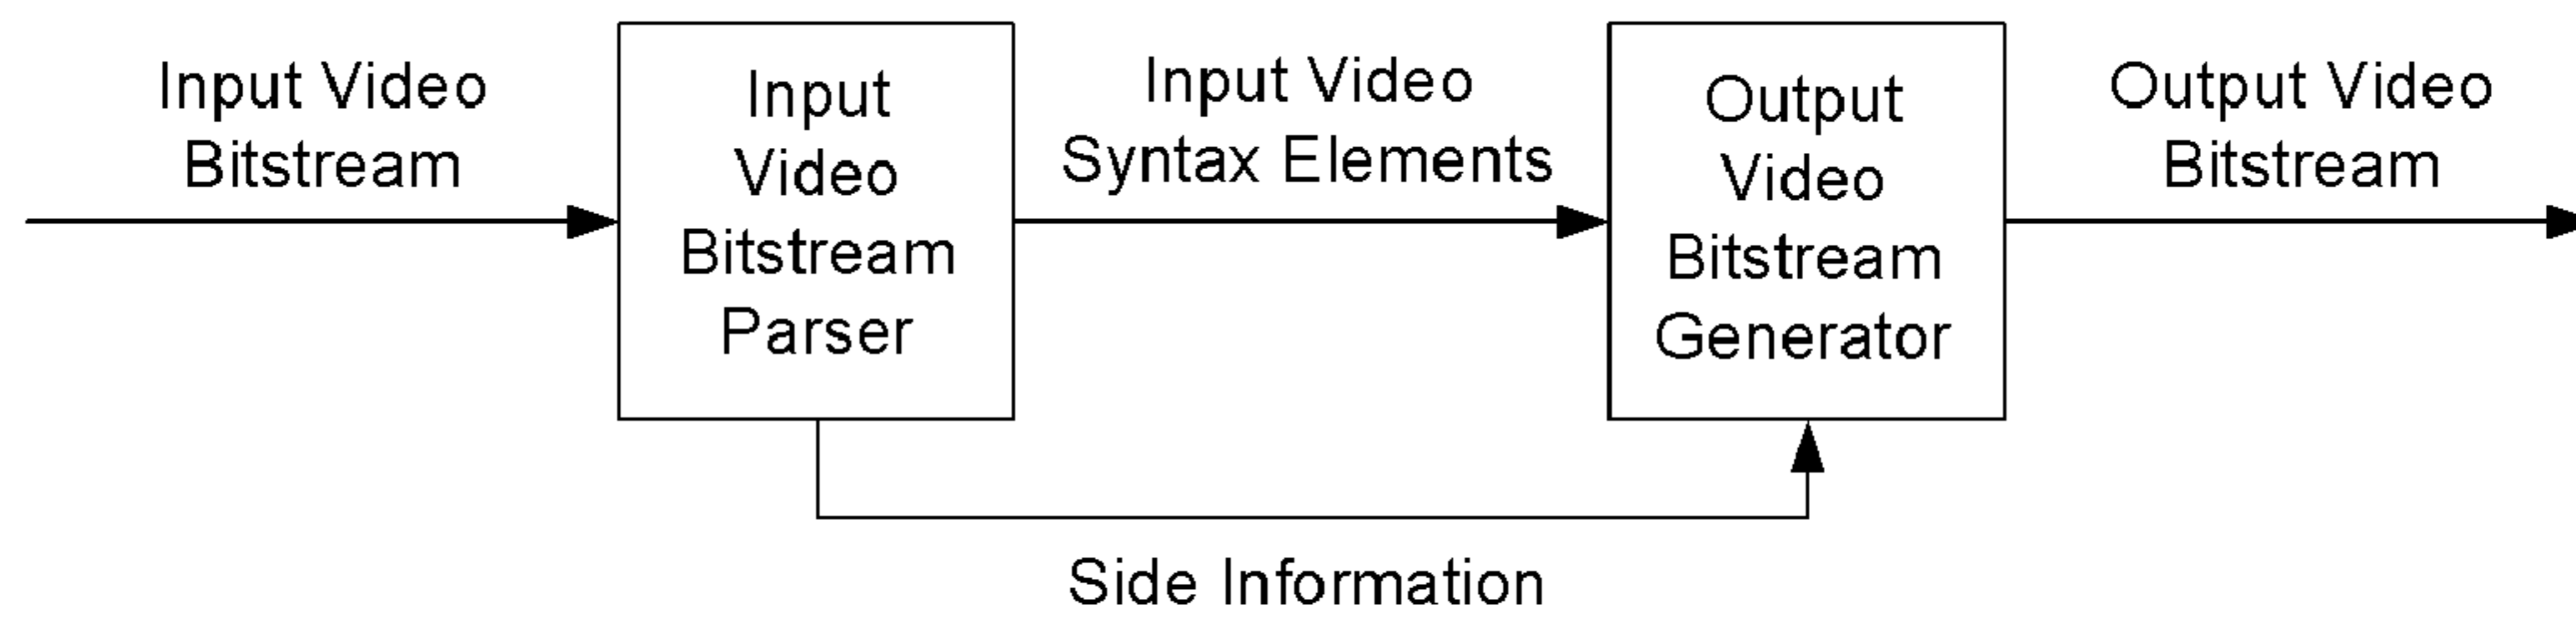 Input Video
Bitstream
Input
Video
Bitstream
Parser
Input Video
Syntax Elements
Output
Video
Bitstream
Generator
Output Video
Bitstream
Side Information